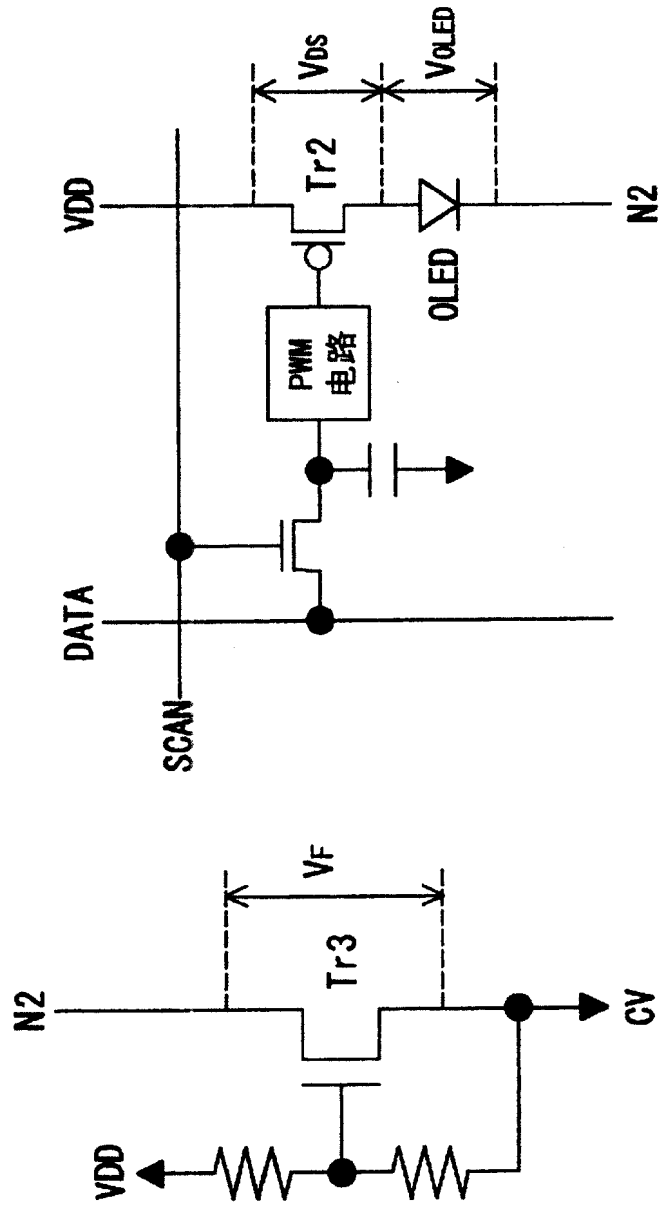 VDD
VDS
VOLED
Tr2
N2
OLED
PWM
电路
DATA
SCAN
N2
VF
Tr3
VDD
CV